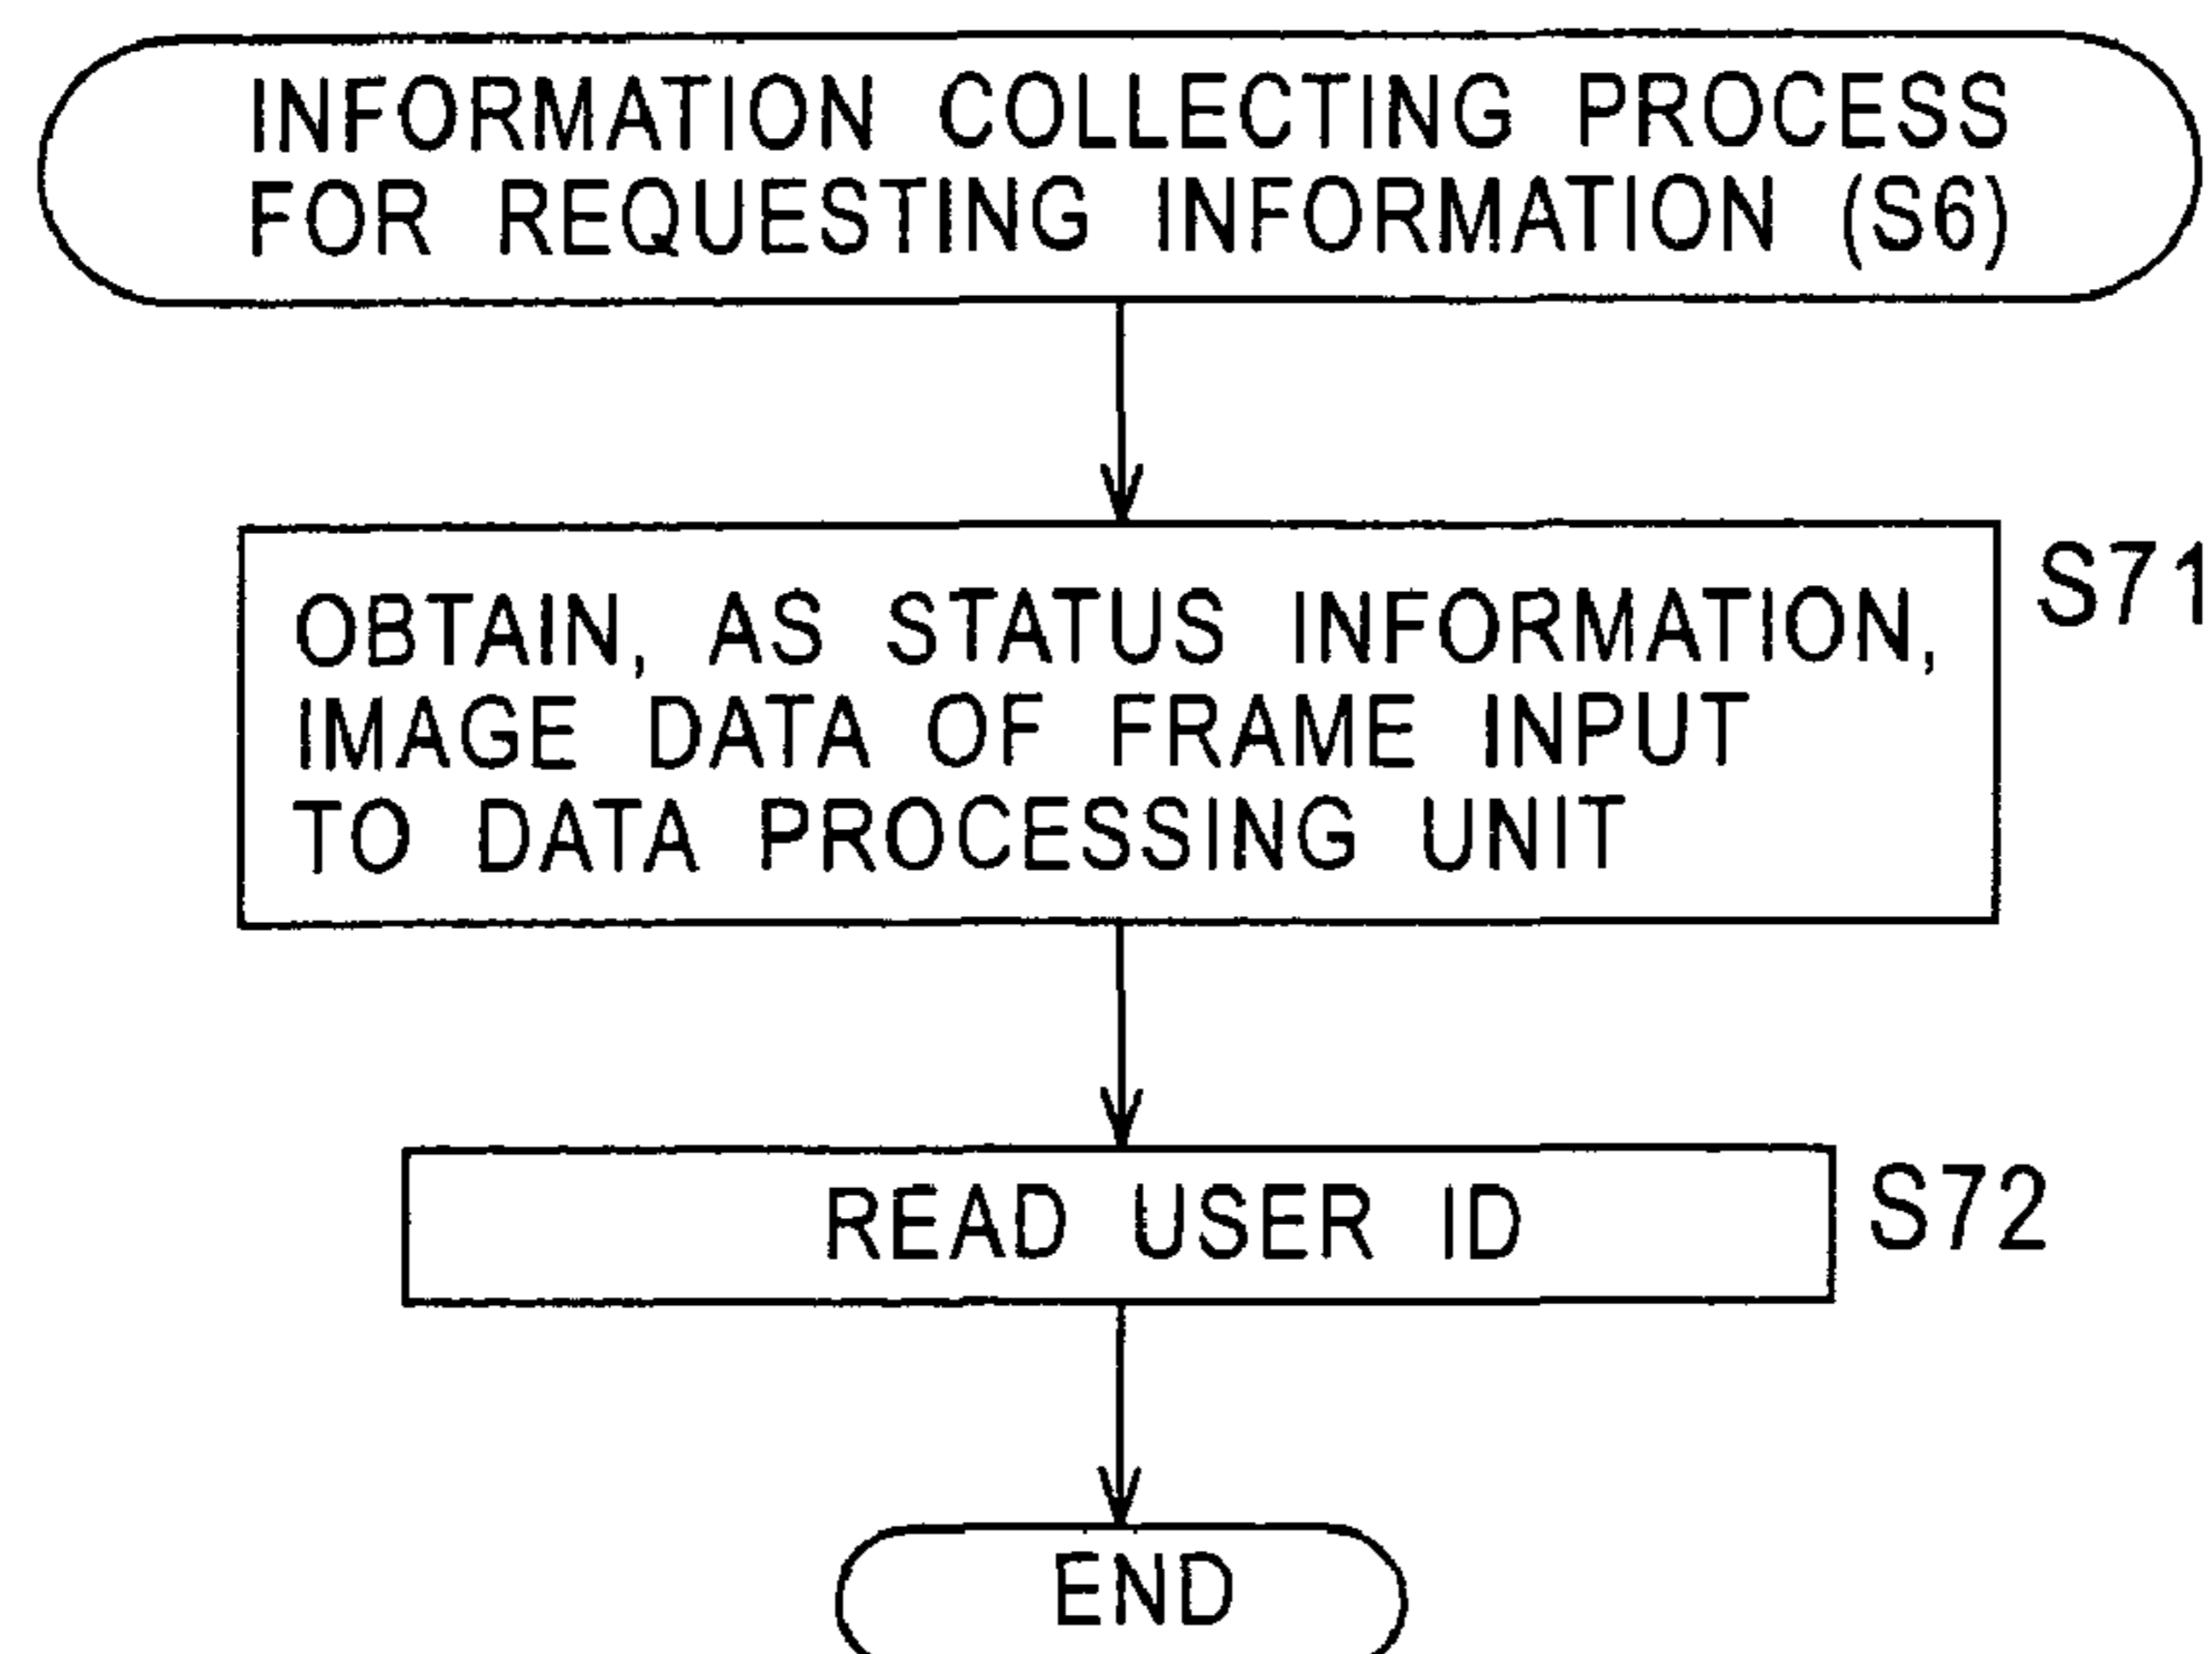 INFORMATION COLLECTING PROCESS
FOR REQUESTING INFORMATION (S6)
OBTAIN, AS STATUS INFORMATION,
IMAGE DATA OF FRAME INPUT
TO DATA PROCESSING UNIT
S71
READ USER ID
S72
END